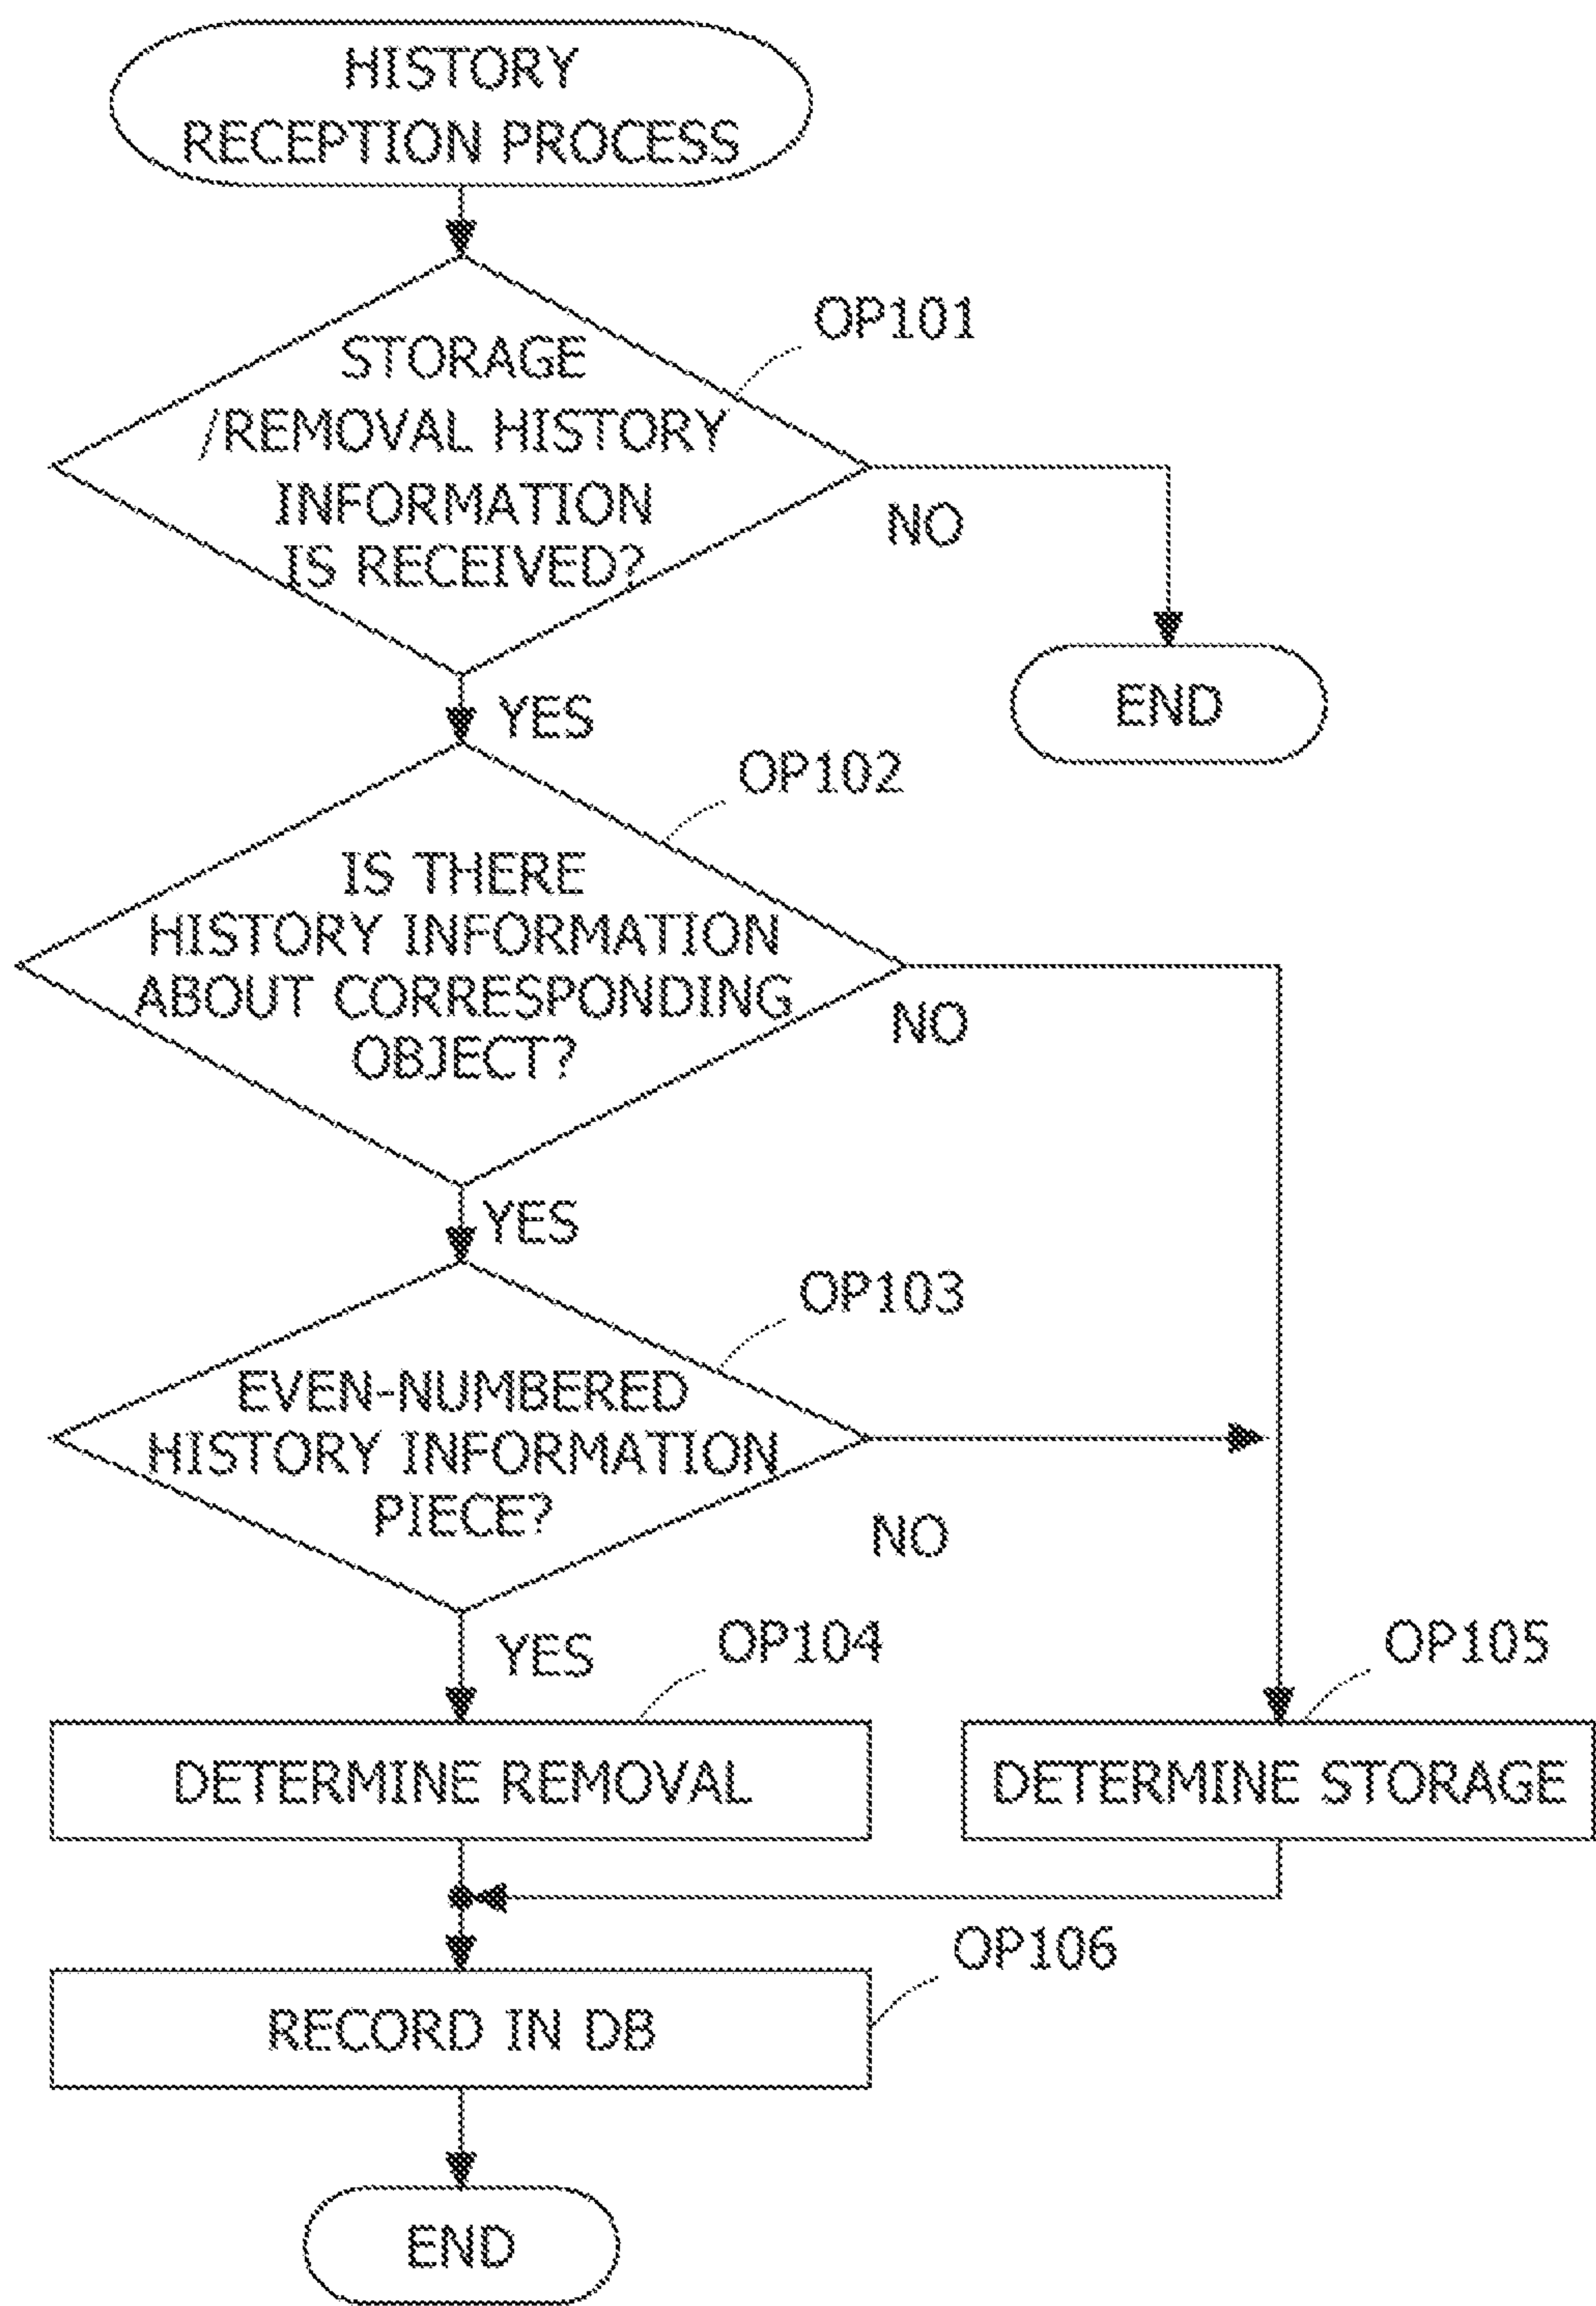 HISTORY
RECEPTION PROCESS
OP101
STORAGE
/REMOVAL HISTORY
INFORMATION
IS RECEIVED?
NO
END
YES
OP102
IS THERE
HISTORY INFORMATION
ABOUT CORRESPONDING
OBJECT?
NO
YES
OP103
EVEN-NUMBERED
HISTORY INFORMATION
PIECE?
NO
YES
OP104
OP105
DETERMINE REMOVAL
DETERMINE STORAGE
OP106
RECORD IN DB
END